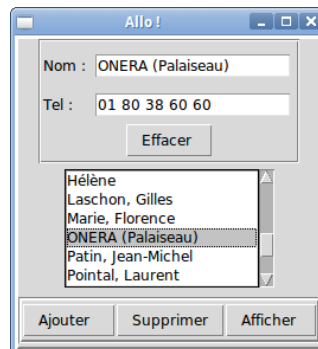 Allo !
Nom : ONERA (Palaiseau)
Tel : 01 80 38 60 60
Effacer
Hélène
Laschon, Gilles
Marie, Florence
ONERA (Palaiseau)
Patin, Jean-Michel
Pointal, Laurent
Ajouter Supprimer Afficher